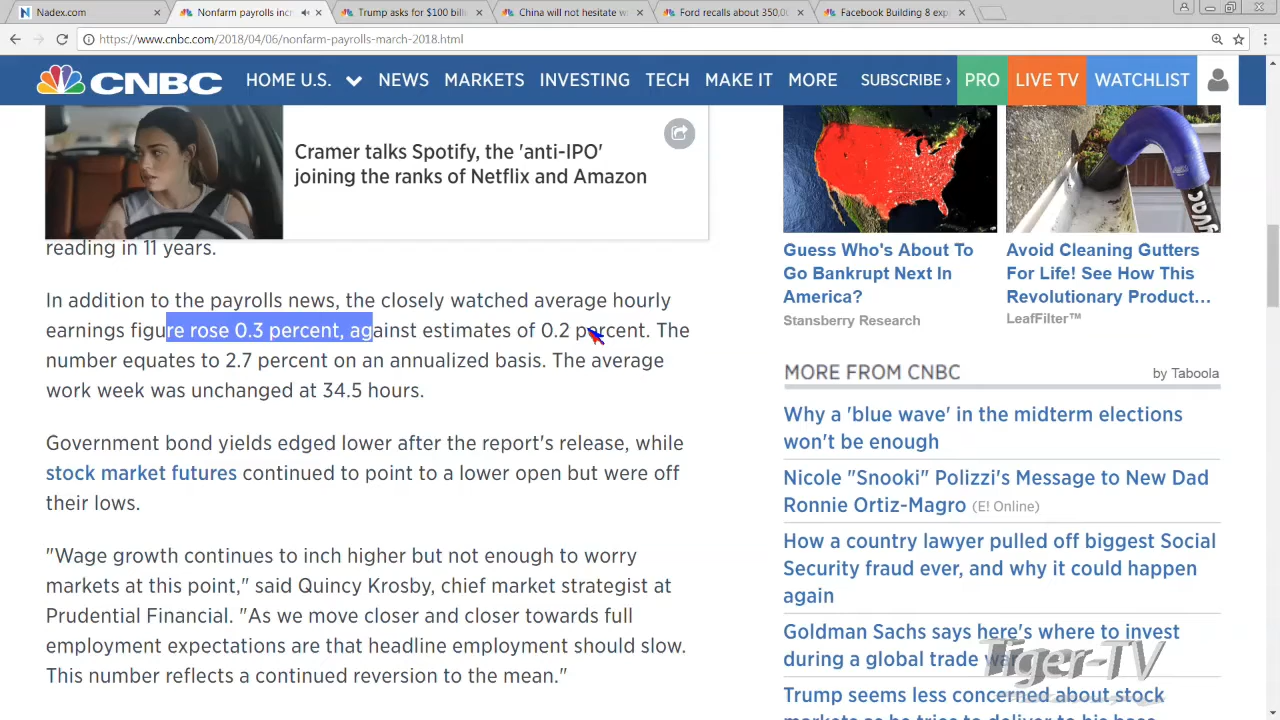 Nadex.com
Nonfarm payrolls incr
Trump asks for $100 billi
China will not hesitate w
Ford recalls about 350,0
Facebook Building 8 exp
https://www.cnbc.com/2018/04/06/nonfarm-payrolls-march-2018.html
CNBC
HOME U.S.
NEWS
MARKETS
INVESTING
TECH
MAKE IT
MORE
SUBSCRIBE ›
PRO
LIVE TV
WATCHLIST
Cramer talks Spotify, the 'anti-IPO'
joining the ranks of Netflix and Amazon
reading in 11 years.
In addition to the payrolls news, the closely watched average hourly
earnings figure rose 0.3 percent, against estimates of 0.2 percent. The
number equates to 2.7 percent on an annualized basis. The average
work week was unchanged at 34.5 hours.
Government bond yields edged lower after the report's release, while
stock market futures continued to point to a lower open but were off
their lows.
"Wage growth continues to inch higher but not enough to worry
markets at this point," said Quincy Krosby, chief market strategist at
Prudential Financial. "As we move closer and closer towards full
employment expectations are that headline employment should slow.
This number reflects a continued reversion to the mean."
Guess Who's About To
Go Bankrupt Next In
America?
Stansberry Research
Avoid Cleaning Gutters
For Life! See How This
Revolutionary Product...
LeafFilter™
MORE FROM CNBC
by Taboola
Why a 'blue wave' in the midterm elections
won't be enough
Nicole "Snooki" Polizzi's Message to New Dad
Ronnie Ortiz-Magro (E! Online)
How a country lawyer pulled off biggest Social
Security fraud ever, and why it could happen
again
Goldman Sachs says here's where to invest
during a global trade war
Trump seems less concerned about stock
markets as he tries to deliver to his base
Tiger-TV